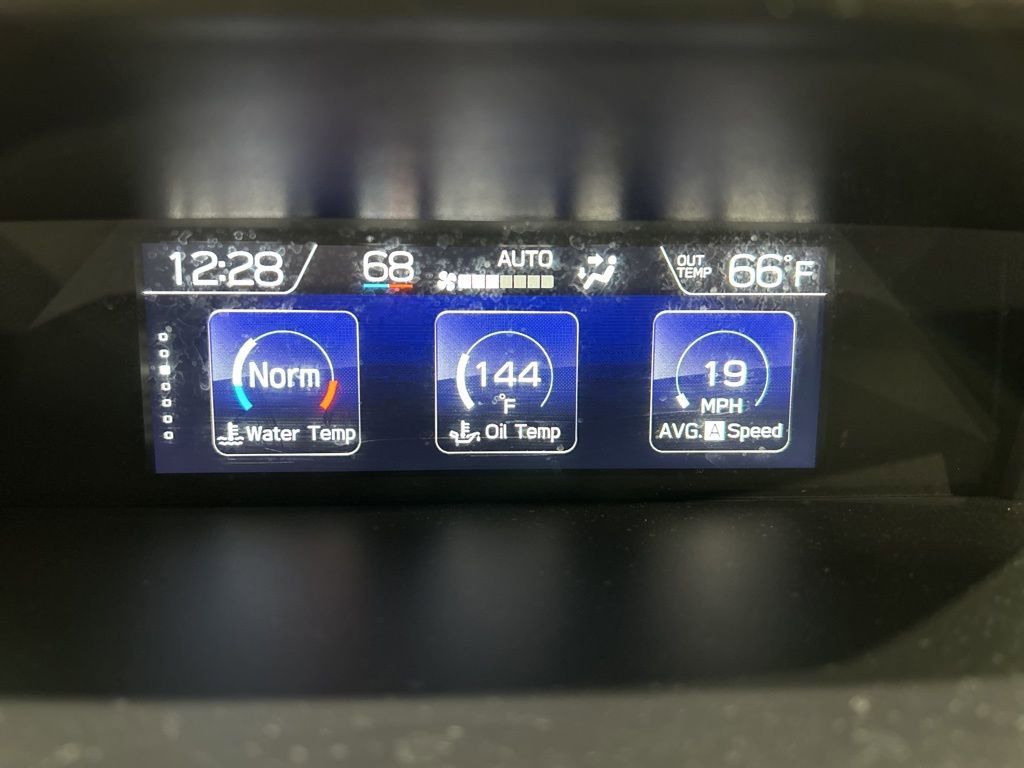 12:28
68
AUTO
OUT TEMP
66°F
Norm
Water Temp
144
°F
Oil Temp
19
MPH
AVG. A Speed